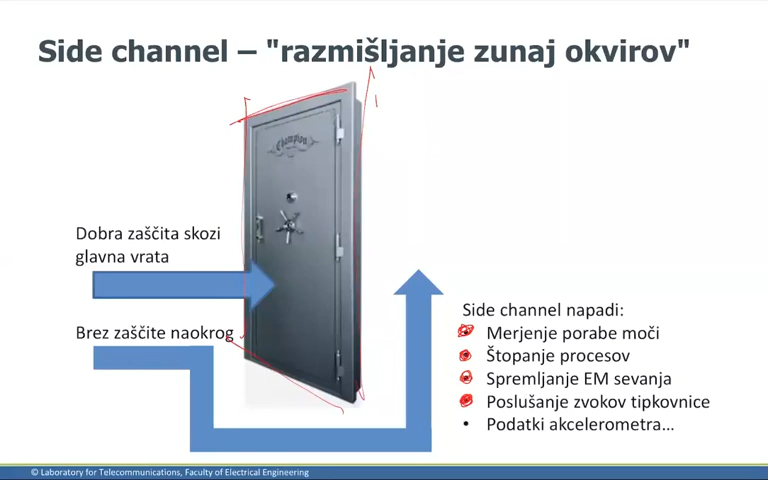 Side channel – "razmišljanje zunaj okvirov"
Champion
Dobra zaščita skozi
glavna vrata
Brez zaščite naokrog
Side channel napadi:
Merjenje porabe moči
Štopanje procesov
Spremljanje EM sevanja
Poslušanje zvokov tipkovnice
• Podatki akcelerometra...
© Laboratory for Telecommunications, Faculty of Electrical Engineering